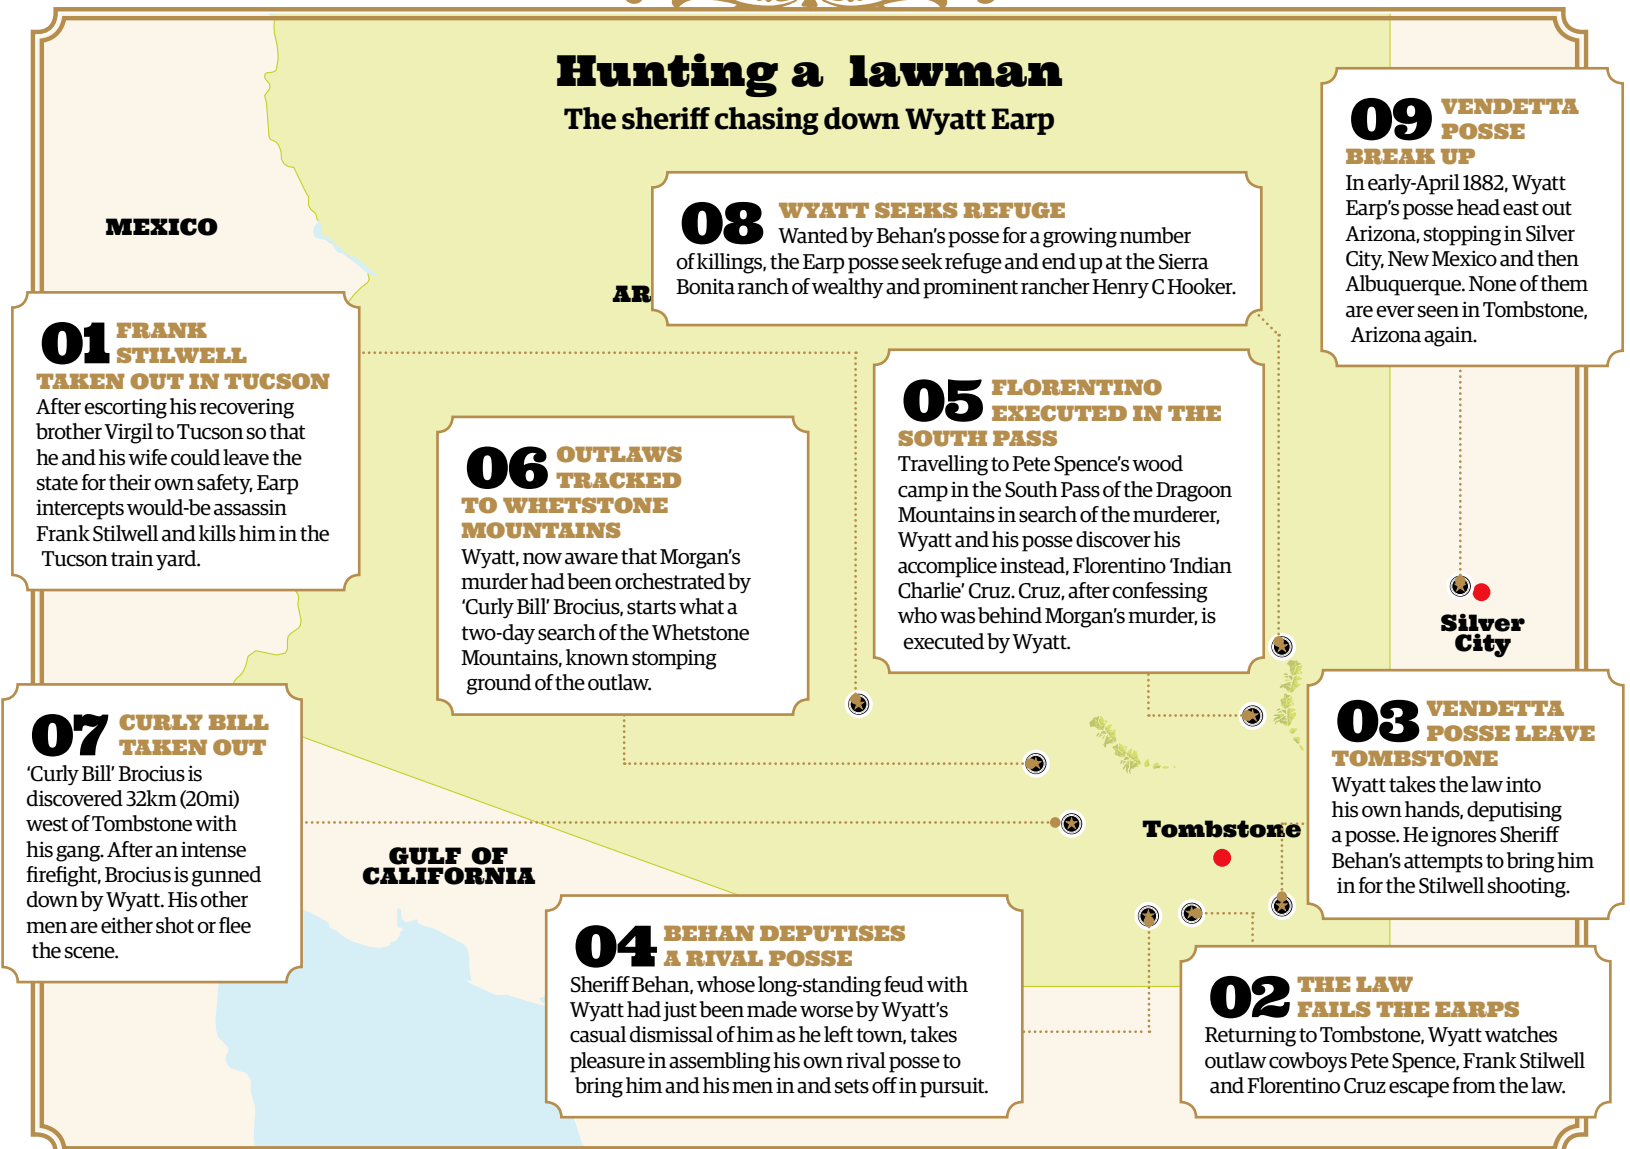 Hunting a lawman
The sheriff chasing down Wyatt Earp
MEXICO
AR
01 FRANK
STILWELL
TAKEN OUT IN TUCSON
After escorting his recovering
brother Virgil to Tucson so that
he and his wife could leave the
state for their own safety, Earp
intercepts would-be assassin
Frank Stilwell and kills him in the
Tucson train yard.
08 WYATT SEEKS REFUGE
Wanted by Behan's posse for a growing number
of killings, the Earp posse seek refuge and end up at the Sierra
Bonita ranch of wealthy and prominent rancher Henry C Hooker.
09 VENDETTA
POSSE
BREAK UP
In early-April 1882, Wyatt
Earp's posse head east out
Arizona, stopping in Silver
City, New Mexico and then
Albuquerque. None of them
are ever seen in Tombstone,
Arizona again.
06 OUTLAWS
TRACKED
TO WHETSTONE
MOUNTAINS
Wyatt, now aware that Morgan's
murder had been orchestrated by
‘Curly Bill’ Brocius, starts what a
two-day search of the Whetstone
Mountains, known stomping
ground of the outlaw.
05 FLORENTINO
EXECUTED IN THE
SOUTH PASS
Travelling to Pete Spence's wood
camp in the South Pass of the Dragoon
Mountains in search of the murderer,
Wyatt and his posse discover his
accomplice instead, Florentino ‘Indian
Charlie’ Cruz. Cruz, after confessing
who was behind Morgan's murder, is
executed by Wyatt.
Silver
City
07 CURLY BILL
TAKEN OUT
‘Curly Bill’ Brocius is
discovered 32km (20mi)
west of Tombstone with
his gang. After an intense
firefight, Brocius is gunned
down by Wyatt. His other
men are either shot or flee
the scene.
GULF OF
CALIFORNIA
Tombstone
03 VENDETTA
POSSE LEAVE
TOMBSTONE
Wyatt takes the law into
his own hands, deputising
a posse. He ignores Sheriff
Behan's attempts to bring him
in for the Stilwell shooting.
04 BEHAN DEPUTISES
A RIVAL POSSE
Sheriff Behan, whose long-standing feud with
Wyatt had just been made worse by Wyatt's
casual dismissal of him as he left town, takes
pleasure in assembling his own rival posse to
bring him and his men in and sets off in pursuit.
02 THE LAW
FAILS THE EARPS
Returning to Tombstone, Wyatt watches
outlaw cowboys Pete Spence, Frank Stilwell
and Florentino Cruz escape from the law.